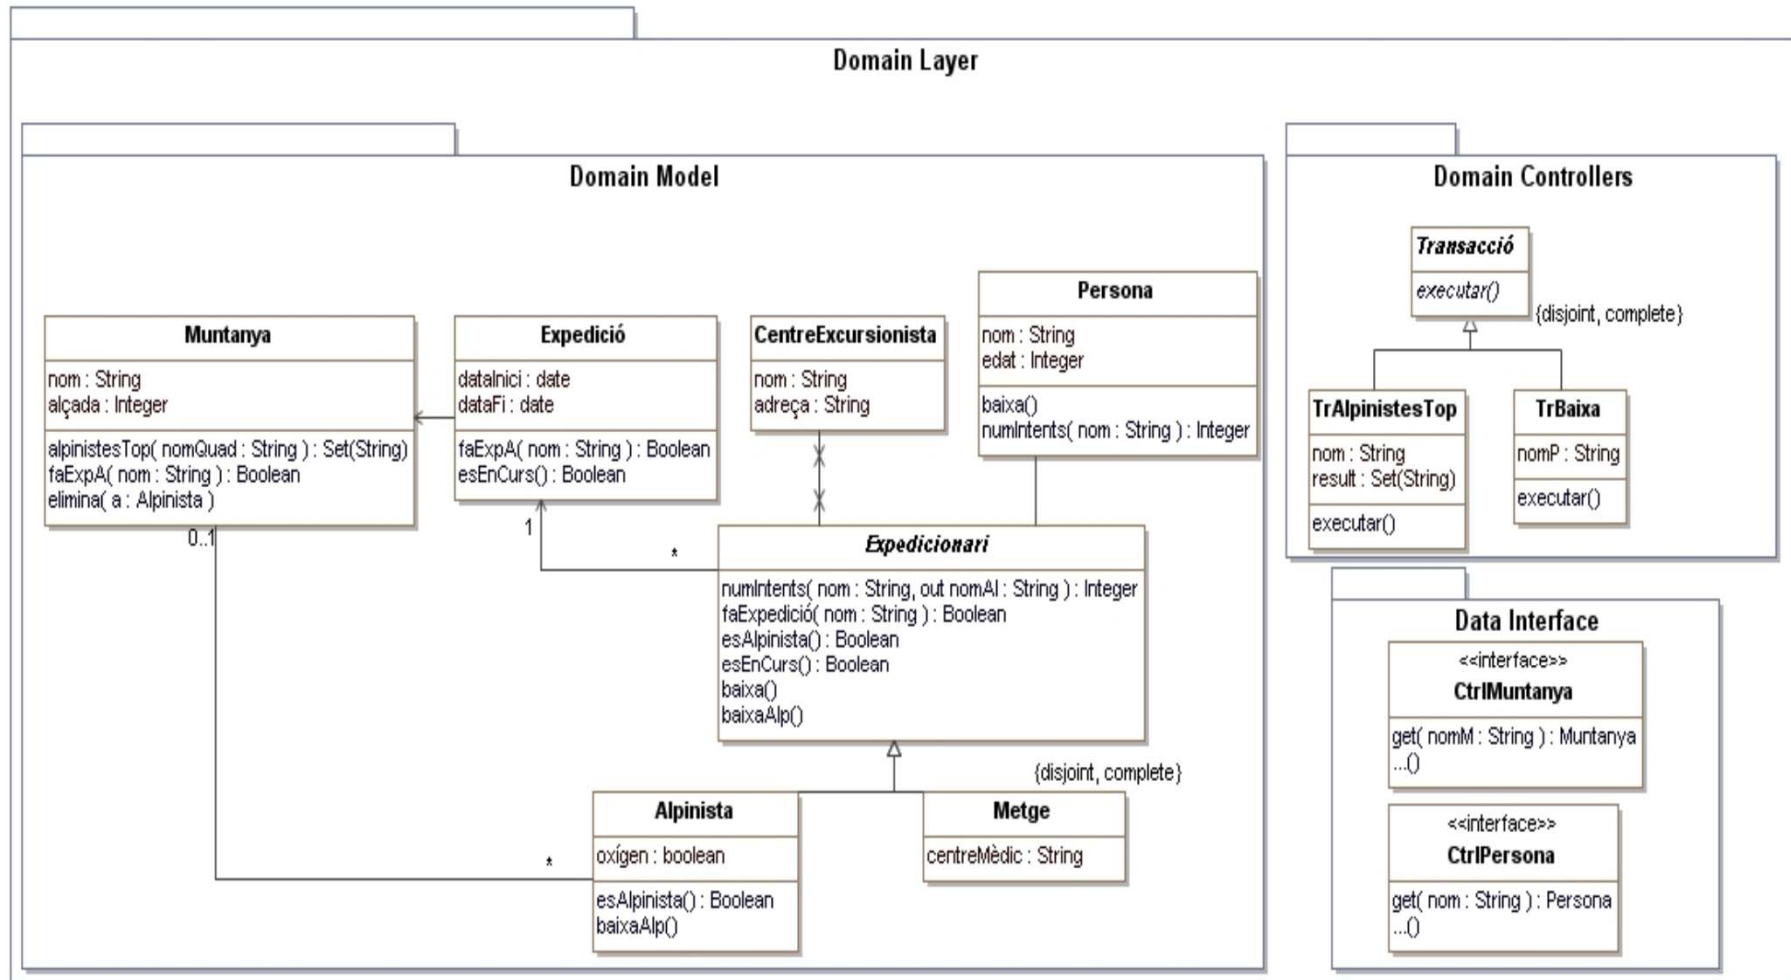 Domain Layer
Domain Model
Muntanya
nom : String
alçada : Integer
alpinistesTop( nomQuad : String ) : Set(String)
faExpA( nom : String ) : Boolean
elimina( a : Alpinista )
0..1
Expedició
dataInici : date
dataFi : date
faExpA( nom : String ) : Boolean
esEnCurs() : Boolean
1
*
CentreExcursionista
nom : String
adreça : String
Persona
nom : String
edat : Integer
baixa()
numIntents( nom : String ) : Integer
Expedicionari
numIntents( nom : String, out nomAl : String ) : Integer
faExpedició( nom : String ) : Boolean
esAlpinista() : Boolean
esEnCurs() : Boolean
baixa()
baixaAlp()
{disjoint, complete}
*
Alpinista
oxígen : boolean
esAlpinista() : Boolean
baixaAlp()
Metge
centreMèdic : String
Domain Controllers
Transacció
executar()
{disjoint, complete}
TrAlpinistesTop
nom : String
result : Set(String)
executar()
TrBaixa
nomP : String
executar()
Data Interface
<<interface>>
CtrlMuntanya
get( nomM : String ) : Muntanya
...()
<<interface>>
CtrlPersona
get( nom : String ) : Persona
...()